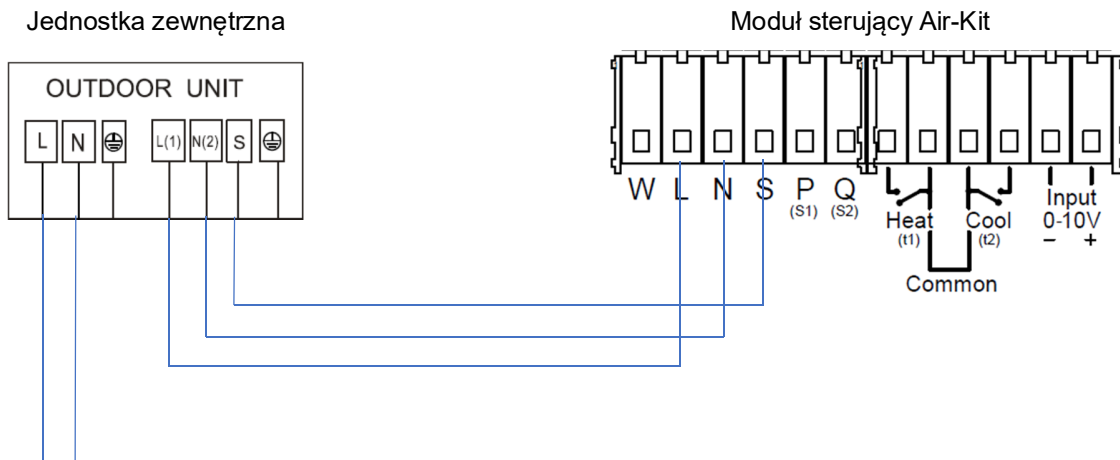 Jednostka zewnętrzna
Moduł sterujący Air-Kit
OUTDOOR UNIT
L N L(1) N(2) S
W L N S P Q
(S1) (S2)
Heat Cool Input
(t1) (t2) 0-10V
− +
Common